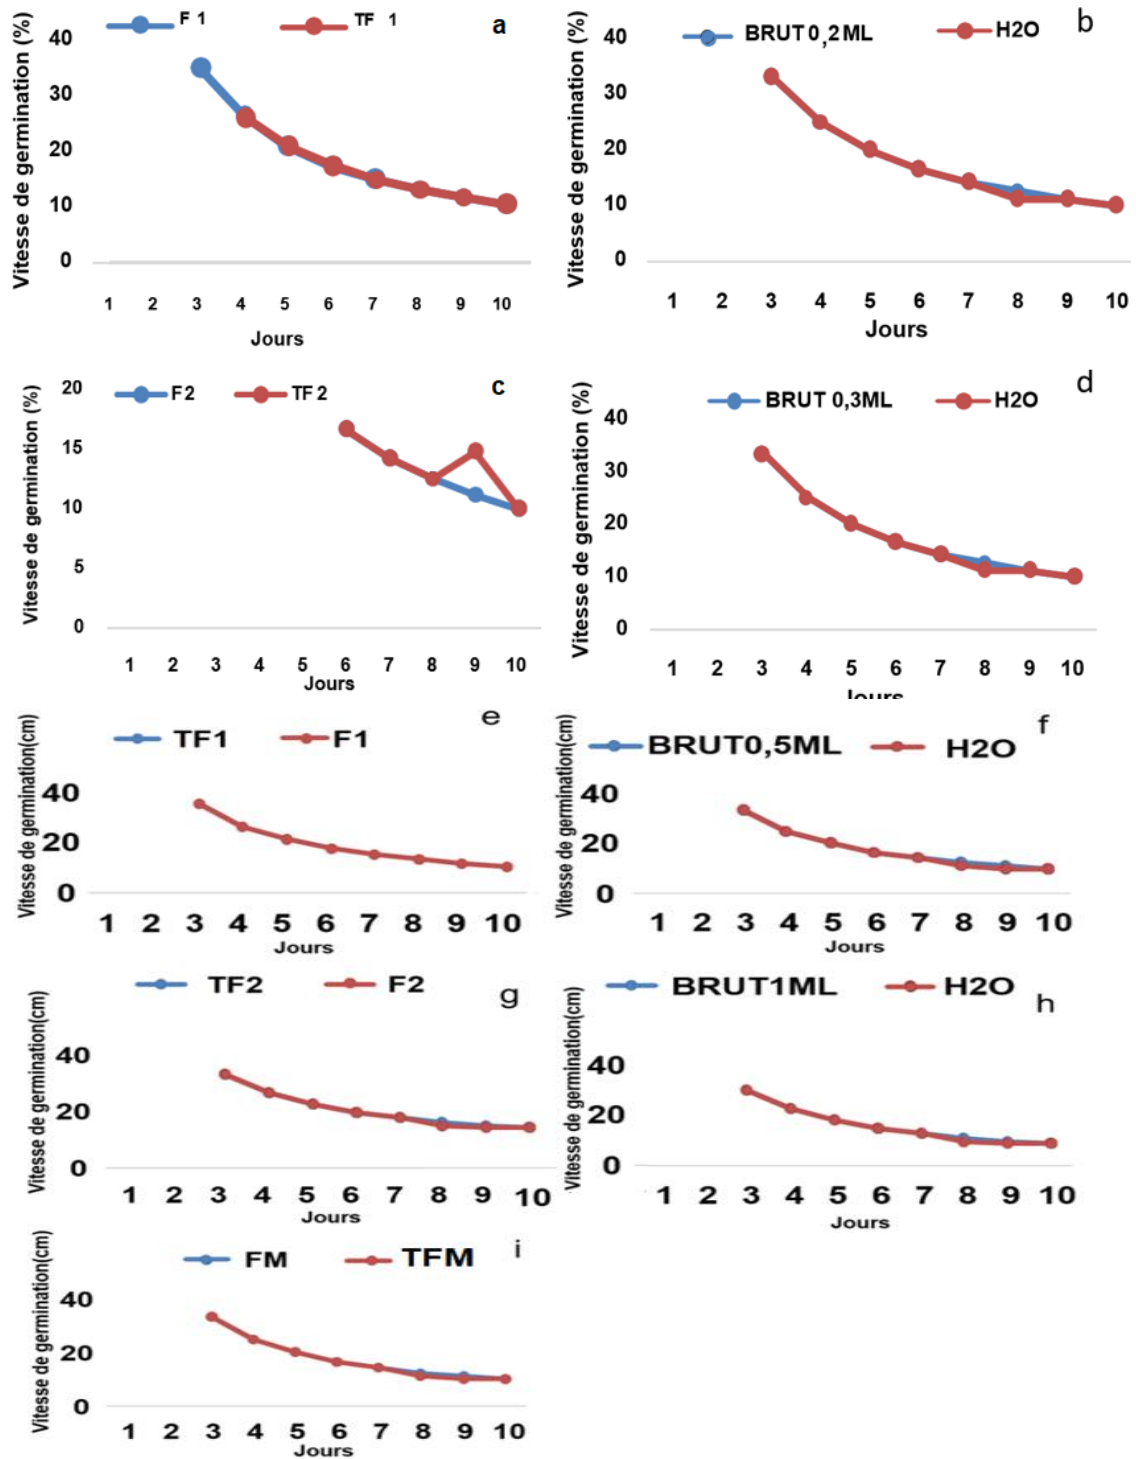 F 1 TF 1 a
Vitesse de germination (%)
40
30
20
10
0
1 2 3 4 5 6 7 8 9 10
Jours
BRUT 0,2ML H2O b
Vitesse de germination (%)
40
30
20
10
0
1 2 3 4 5 6 7 8 9 10
Jours
F2 TF2 c
Vitesse de germination (%)
20
15
10
5
0
1 2 3 4 5 6 7 8 9 10
Jours
BRUT 0,3ML H2O d
Vitesse de germination (%)
40
30
20
10
0
1 2 3 4 5 6 7 8 9 10
Jours
TF1 F1 e
Vitesse de germination(cm)
40
20
0
1 2 3 4 5 6 7 8 9 10
Jours
BRUT0,5ML H2O f
Vitesse de germination(cm)
40
20
0
1 2 3 4 5 6 7 8 9 10
Jours
TF2 F2 g
Vitesse de germination(cm)
40
20
0
1 2 3 4 5 6 7 8 9 10
Jours
BRUT1ML H2O h
Vitesse de germination(cm)
40
20
0
1 2 3 4 5 6 7 8 9 10
Jours
FM TFM i
Vitesse de germination(cm)
40
20
0
1 2 3 4 5 6 7 8 9 10
Jours